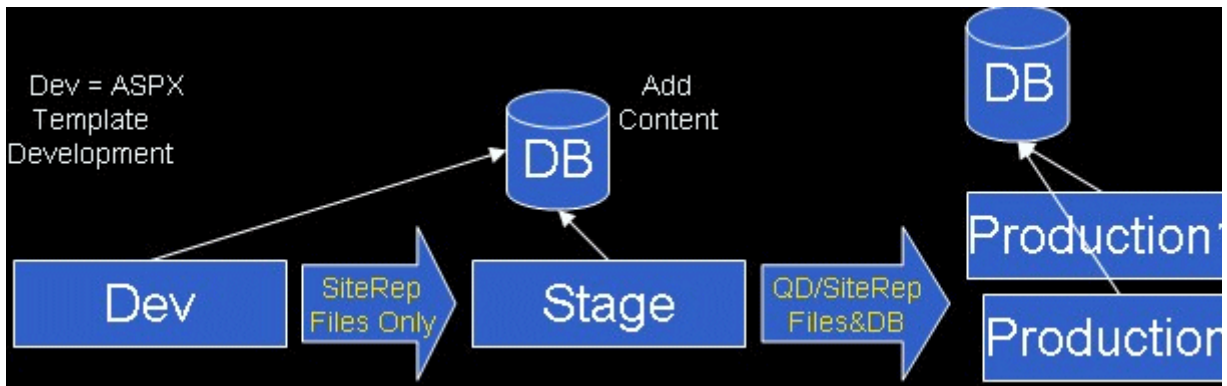 Dev = ASPX
Template
Development
DB
Add
Content
DB
Dev
SiteRep
Files Only
Stage
QD/SiteRep
Files&DB
Production
Production